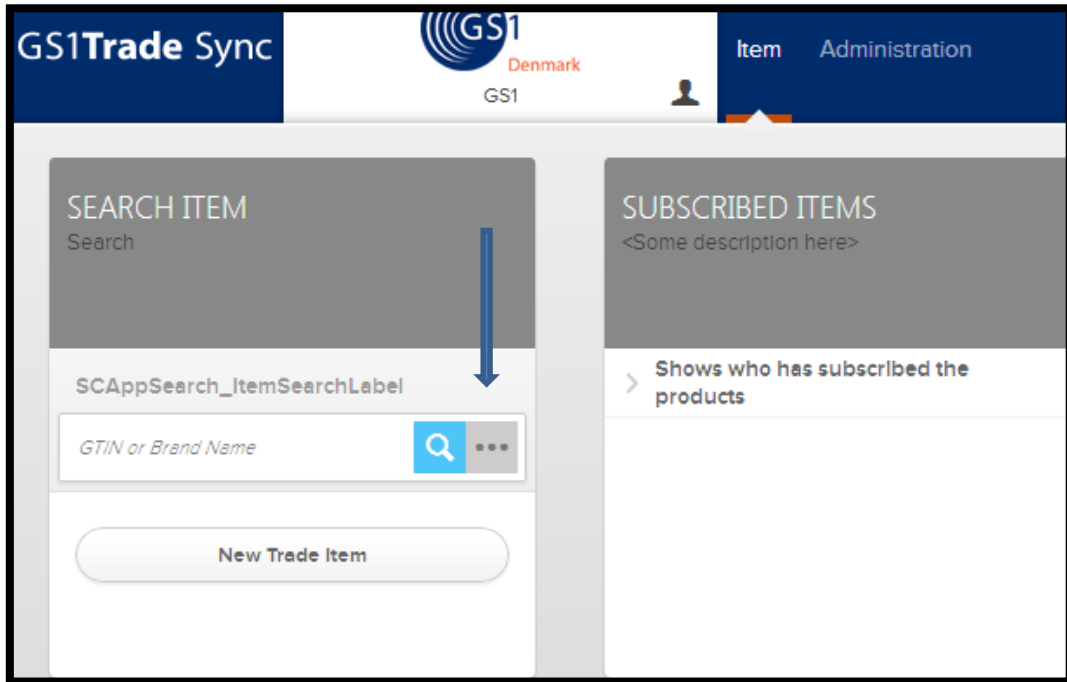 GS1Trade Sync
GS1
Denmark
GS1
Item
Administration
SEARCH ITEM
Search
SCAppSearch_ItemSearchLabel
GTIN or Brand Name
New Trade Item
SUBSCRIBED ITEMS
<Some description here>
Shows who has subscribed the
products